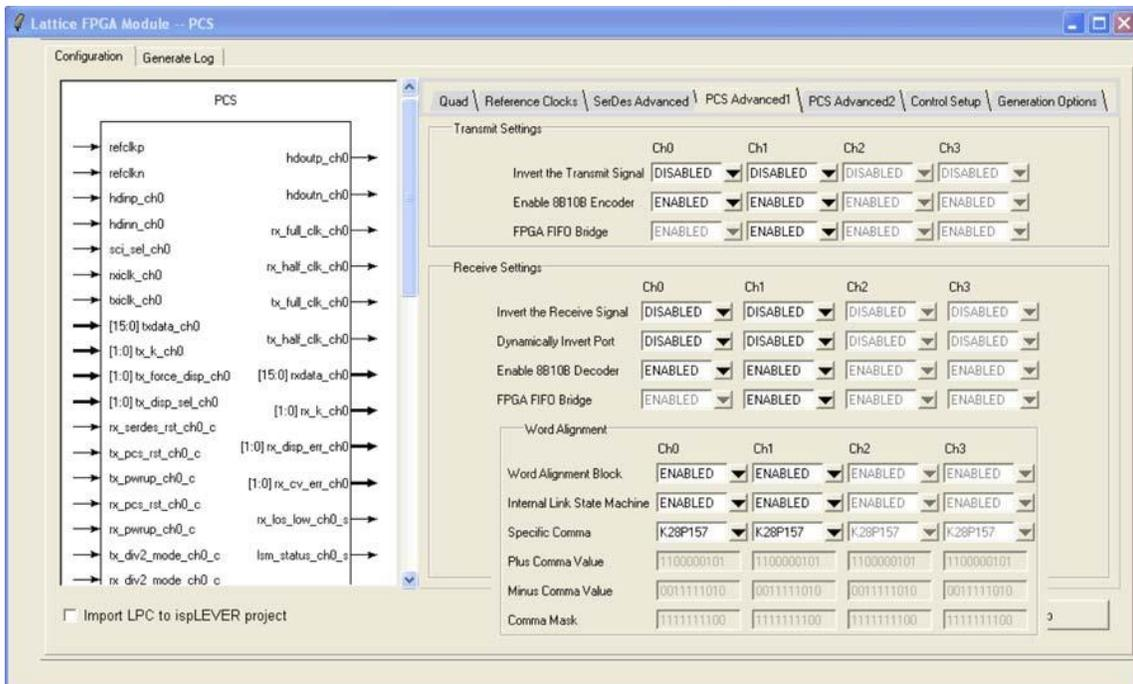 Lattice FPGA Module -- PCS
Configuration Generate Log
PCS
refclkp
refclkn
hdinp_ch0
hdinn_ch0
sci_sel_ch0
rxiclk_ch0
txiclk_ch0
[15:0] txdata_ch0
[1:0] tx_k_ch0
[1:0] tx_force_disp_ch0
[1:0] tx_disp_sel_ch0
rx_serdes_rst_ch0_c
tx_pcs_rst_ch0_c
tx_pwrup_ch0_c
rx_pcs_rst_ch0_c
rx_pwrup_ch0_c
tx_div2_mode_ch0_c
rx_div2_mode_ch0_c
hdoutp_ch0
hdoutn_ch0
rx_full_clk_ch0
rx_half_clk_ch0
tx_full_clk_ch0
tx_half_clk_ch0
[15:0] rxdata_ch0
[1:0] rx_k_ch0
[1:0] rx_disp_err_ch0
[1:0] rx_cv_err_ch0
rx_los_low_ch0_s
lsm_status_ch0_s
Import LPC to ispLEVER project
Quad Reference Clocks SerDes Advanced PCS Advanced1 PCS Advanced2 Control Setup Generation Options
Transmit Settings
Ch0 Ch1 Ch2 Ch3
Invert the Transmit Signal DISABLED DISABLED DISABLED DISABLED
Enable 8B10B Encoder ENABLED ENABLED ENABLED ENABLED
FPGA FIFO Bridge ENABLED ENABLED ENABLED ENABLED
Receive Settings
Ch0 Ch1 Ch2 Ch3
Invert the Receive Signal DISABLED DISABLED DISABLED DISABLED
Dynamically Invert Port DISABLED DISABLED DISABLED DISABLED
Enable 8B10B Decoder ENABLED ENABLED ENABLED ENABLED
FPGA FIFO Bridge ENABLED ENABLED ENABLED ENABLED
Word Alignment
Ch0 Ch1 Ch2 Ch3
Word Alignment Block ENABLED ENABLED ENABLED ENABLED
Internal Link State Machine ENABLED ENABLED ENABLED ENABLED
Specific Comma K28P157 K28P157 K28P157 K28P157
Plus Comma Value 1100000101 1100000101 1100000101 1100000101
Minus Comma Value 0011111010 0011111010 0011111010 0011111010
Comma Mask 1111111100 1111111100 1111111100 1111111100